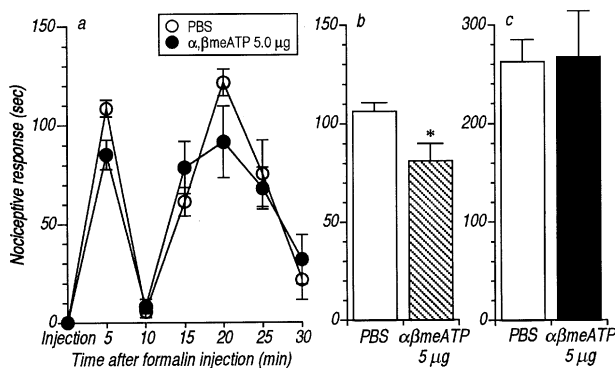 a
PBS
α,βmeATP 5.0 μg
Nociceptive response (sec)
150
100
50
0
Injection 5 10 15 20 25 30
Time after formalin injection (min)
b
150
100
50
0
*
PBS αβmeATP
5 μg
c
300
200
100
0
PBS αβmeATP
5 μg